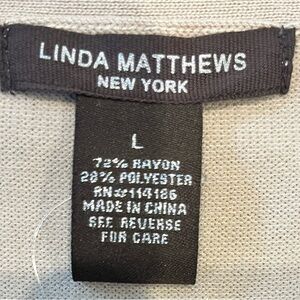 LINDA MATTHEWS
NEW YORK
L
72% RAYON
28% POLYESTER
RN#114186
MADE IN CHINA
SEE REVERSE
FOR CARE